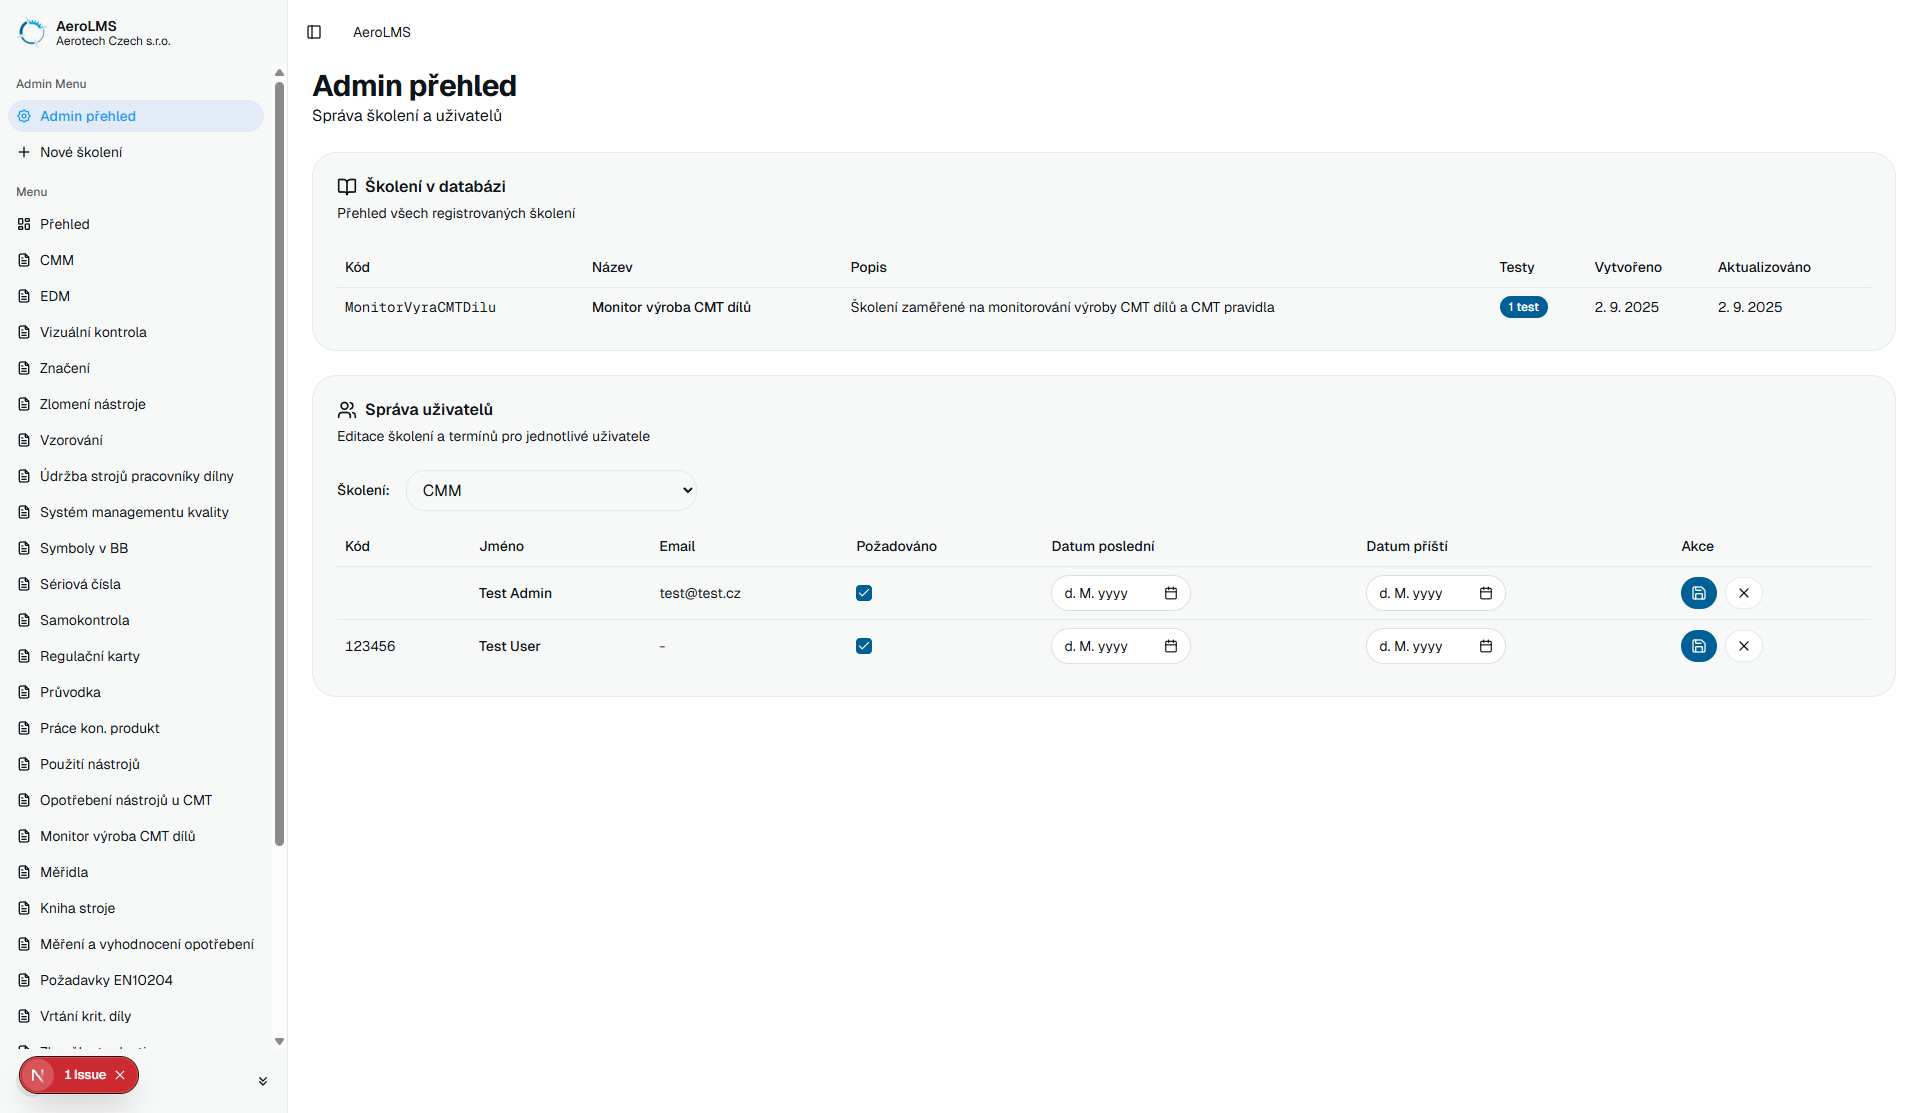 AeroLMS
Aerotech Czech s.r.o.
Admin Menu
Admin přehled
Nové školení
Menu
Přehled
CMM
EDM
Vizuální kontrola
Značení
Zlomení nástroje
Vzorování
Údržba strojů pracovníky dílny
Systém managementu kvality
Symboly v BB
Sériová čísla
Samokontrola
Regulační karty
Průvodka
Práce kon. produkt
Použití nástrojů
Opotřebení nástrojů u CMT
Monitor výroba CMT dílů
Měřidla
Kniha stroje
Měření a vyhodnocení opotřebení
Požadavky EN10204
Vrtání krit. díly
N 1 Issue
AeroLMS
Admin přehled
Správa školení a uživatelů
Školení v databázi
Přehled všech registrovaných školení
Kód Název Popis Testy Vytvořeno Aktualizováno
MonitorVyraCMTDilu Monitor výroba CMT dílů Školení zaměřené na monitorování výroby CMT dílů a CMT pravidla 1 test 2. 9. 2025 2. 9. 2025
Správa uživatelů
Editace školení a termínů pro jednotlivé uživatele
Školení: CMM
Kód Jméno Email Požadováno Datum poslední Datum příští Akce
Test Admin test@test.cz d. M. yyyy d. M. yyyy
123456 Test User - d. M. yyyy d. M. yyyy